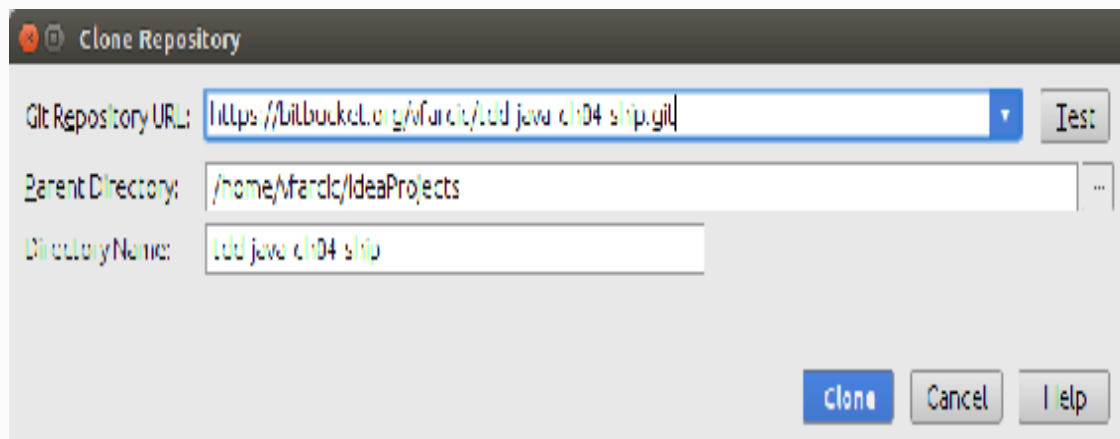 Clone Repository
Git Repository URL: https://bitbucket.org/vfarcic/tdd-java-ch04-ship.git Test
Parent Directory: /home/vfarcic/IdeaProjects ...
Directory Name: tdd-java-ch04-ship
Clone Cancel Help